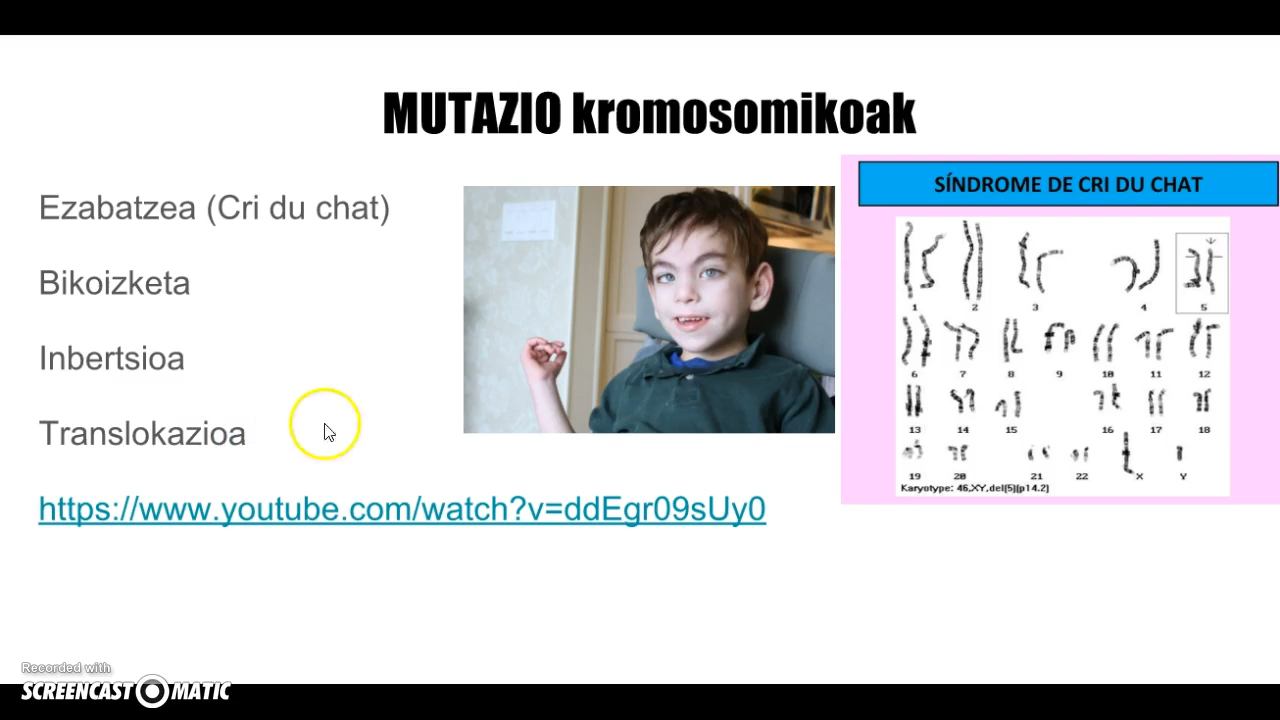 MUTAZIO kromosomikoak
Ezabatzea (Cri du chat)
Bikoizketa
Inbertsioa
Translokazioa
https://www.youtube.com/watch?v=ddEgr09sUy0
SÍNDROME DE CRI DU CHAT
1 2 3 4 5
6 7 8 9 10 11 12
13 14 15 16 17 18
19 20 21 22 X Y
Karyotype: 46,XY,del(5)(p14.2)
Recorded with
SCREENCAST-O-MATIC